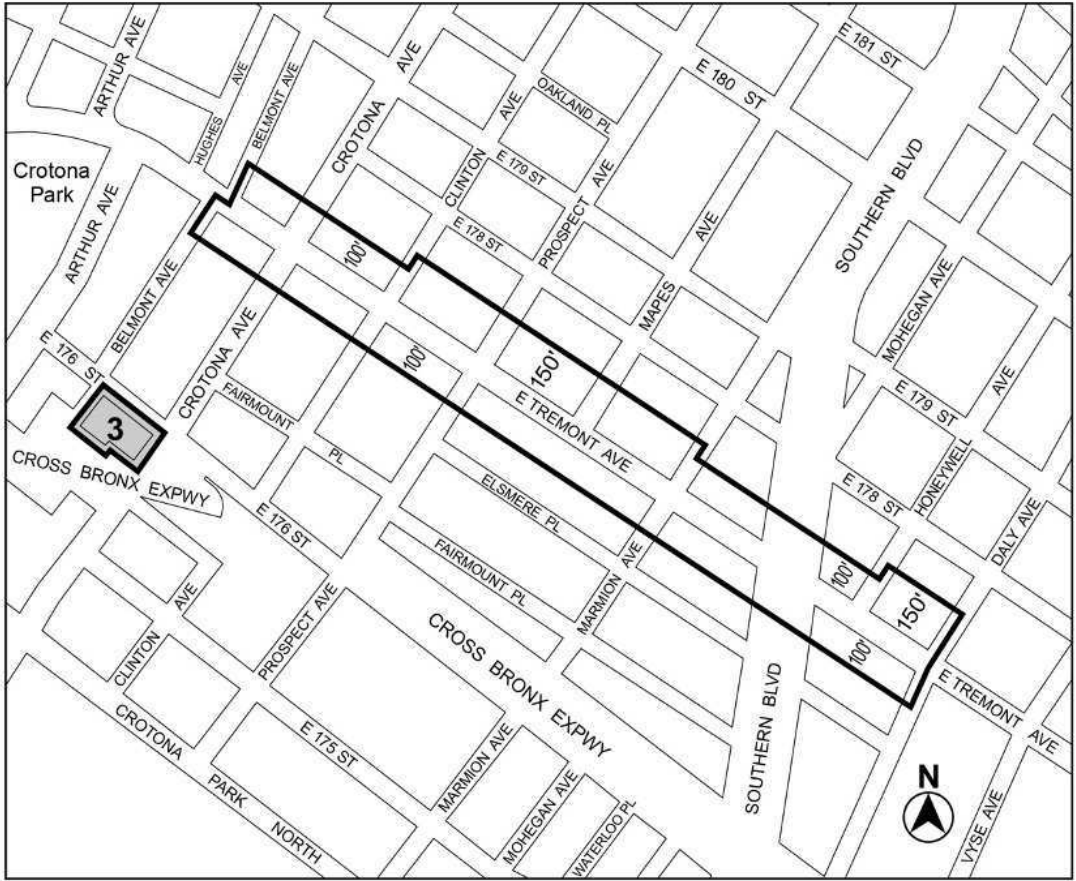 ARTHUR AVE
HUGHES AVE
BELMONT AVE
CROTONA AVE
CLINTON AVE
OAKLAND PL
E 179 ST
E 180 ST
E 181 ST
Crotona
Park
ARTHUR AVE
BELMONT AVE
CROTONA AVE
E 178 ST
PROSPECT AVE
MAPES AVE
SOUTHERN BLVD
MOHEGAN AVE
E 179 ST
HONEYWELL AVE
E 178 ST
DALY AVE
100'
100'
150'
E TREMONT AVE
100'
150'
100'
E 176 ST
3
CROSS BRONX EXPWY
FAIRMOUNT PL
E 176 ST
ELSMERE PL
FAIRMOUNT PL
MARMION AVE
CROSS BRONX EXPWY
CLINTON AVE
PROSPECT AVE
CROTONA PARK NORTH
E 175 ST
MARMION AVE
MOHEGAN AVE
WATERLOO PL
SOUTHERN BLVD
E TREMONT AVE
VYSE AVE
N